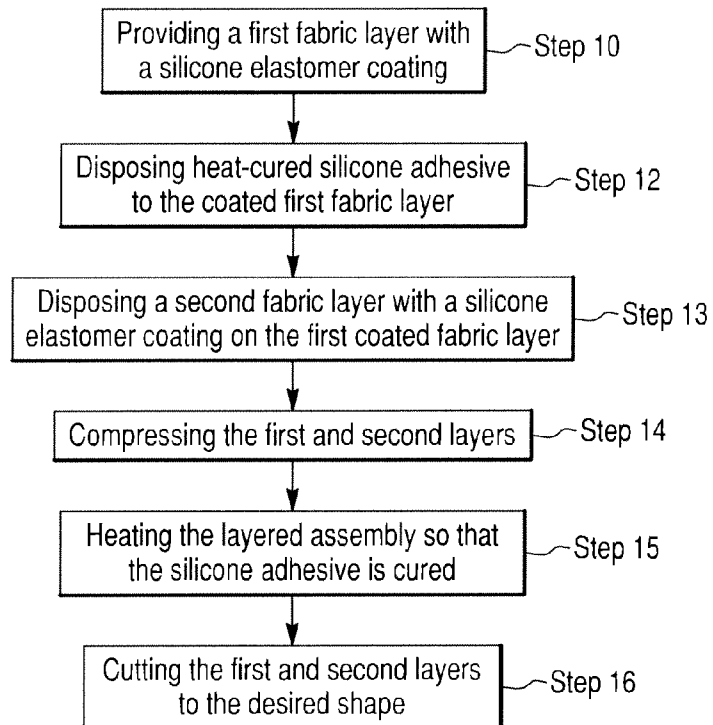 Providing a first fabric layer with
a silicone elastomer coating
Step 10
Disposing heat-cured silicone adhesive
to the coated first fabric layer
Step 12
Disposing a second fabric layer with a silicone
elastomer coating on the first coated fabric layer
Step 13
Compressing the first and second layers
Step 14
Heating the layered assembly so that
the silicone adhesive is cured
Step 15
Cutting the first and second layers
to the desired shape
Step 16